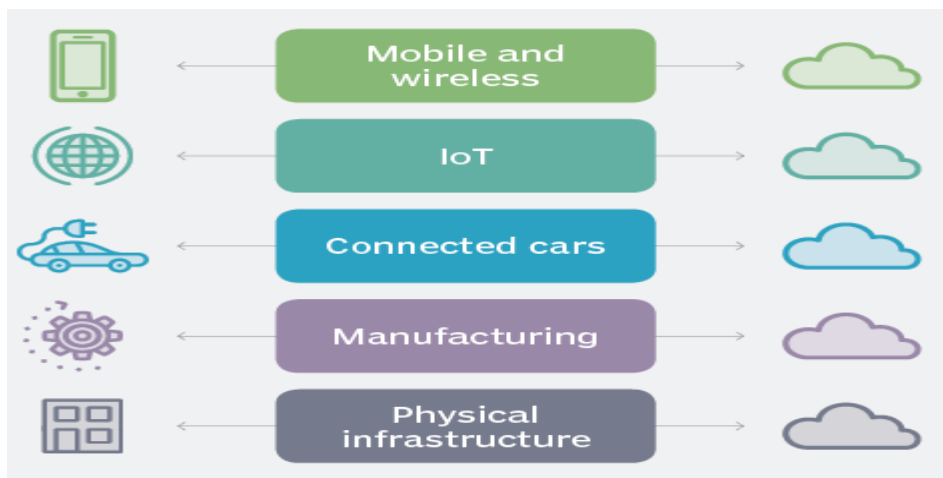 Mobile and
wireless
IoT
Connected cars
Manufacturing
Physical
infrastructure